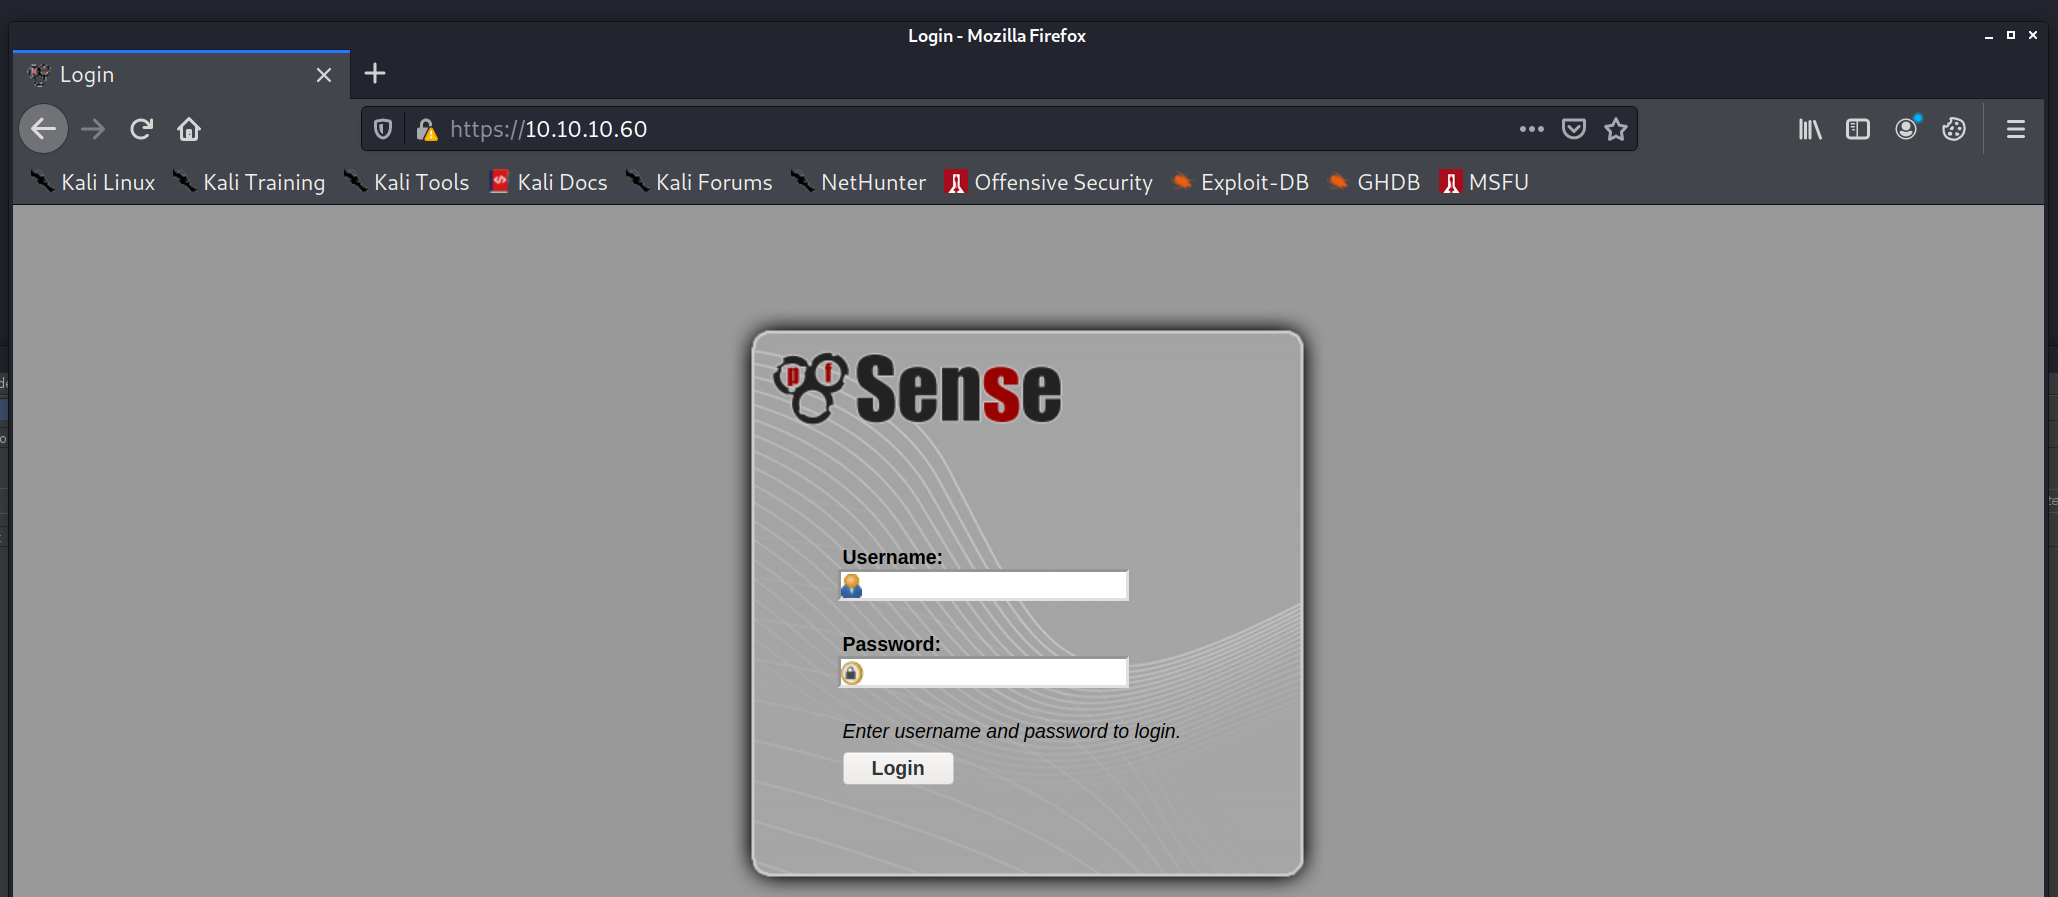 Login - Mozilla Firefox
Login
https://10.10.10.60
Kali Linux Kali Training Kali Tools Kali Docs Kali Forums NetHunter Offensive Security Exploit-DB GHDB MSFU
pf Sense
Username:
Password:
Enter username and password to login.
Login